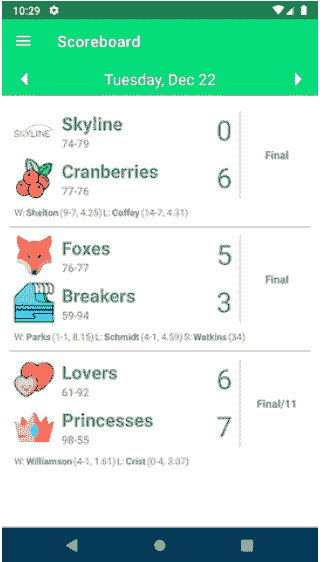 10:29
Scoreboard
Tuesday, Dec 22
SKYLINE
Skyline
74-79
0
Cranberries
77-76
6
Final
W: Shelton (9-7, 4.25) L: Coffey (14-7, 4.31)
Foxes
76-77
5
Breakers
59-94
3
Final
W: Parks (1-1, 8.15) L: Schmidt (4-1, 4.59) S: Watkins (34)
Lovers
61-92
6
Princesses
98-55
7
Final/11
W: Williamson (4-1, 1.61) L: Crist (0-4, 3.07)